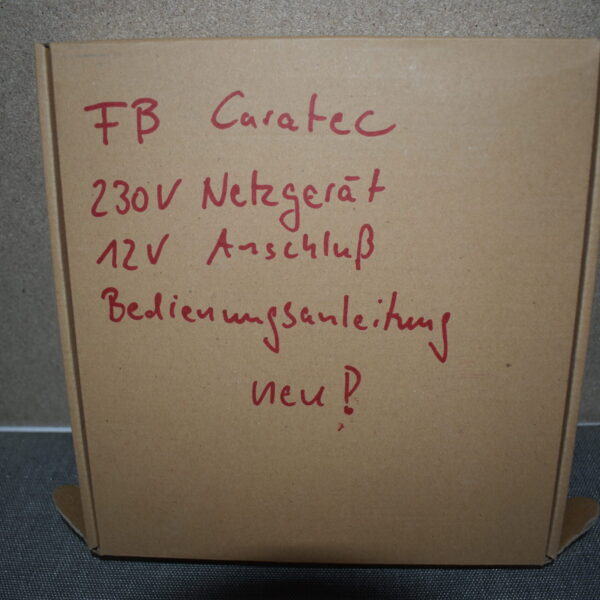 FB Caratec
230V Netzgerät
12V Anschluß
Bedienungsanleitung
neu!